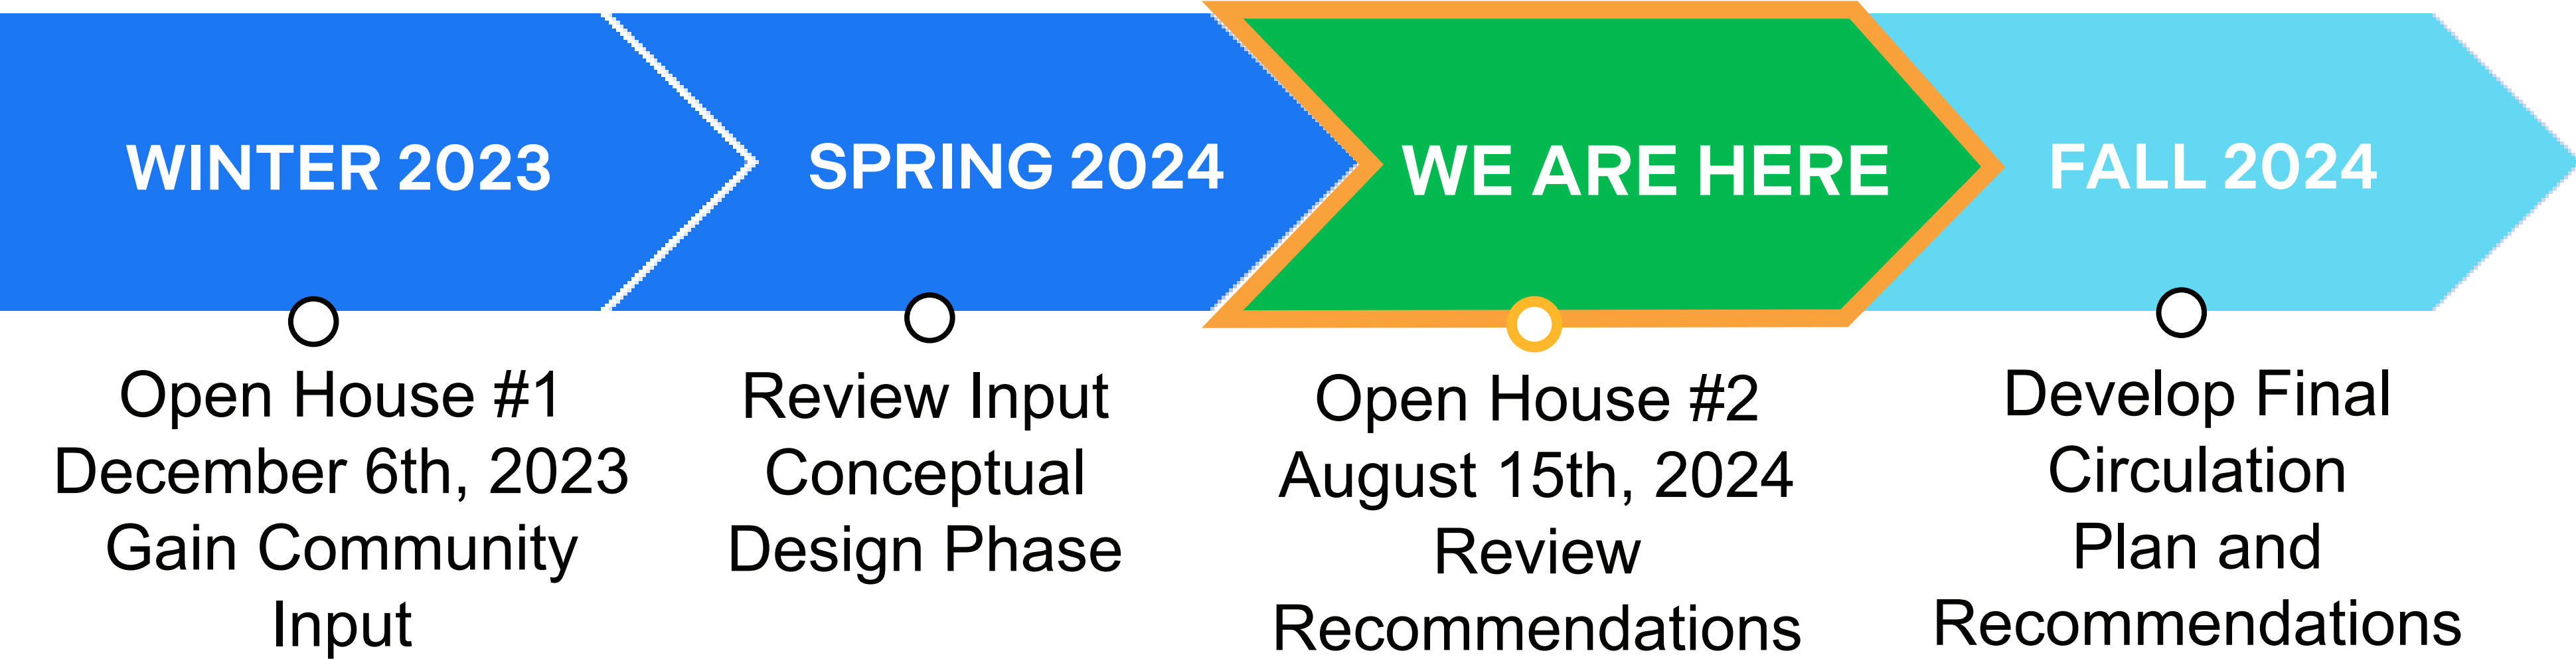 WINTER 2023
SPRING 2024
WE ARE HERE
FALL 2024
Open House #1
December 6th, 2023
Gain Community
Input
Review Input
Conceptual
Design Phase
Open House #2
August 15th, 2024
Review
Recommendations
Develop Final
Circulation
Plan and
Recommendations